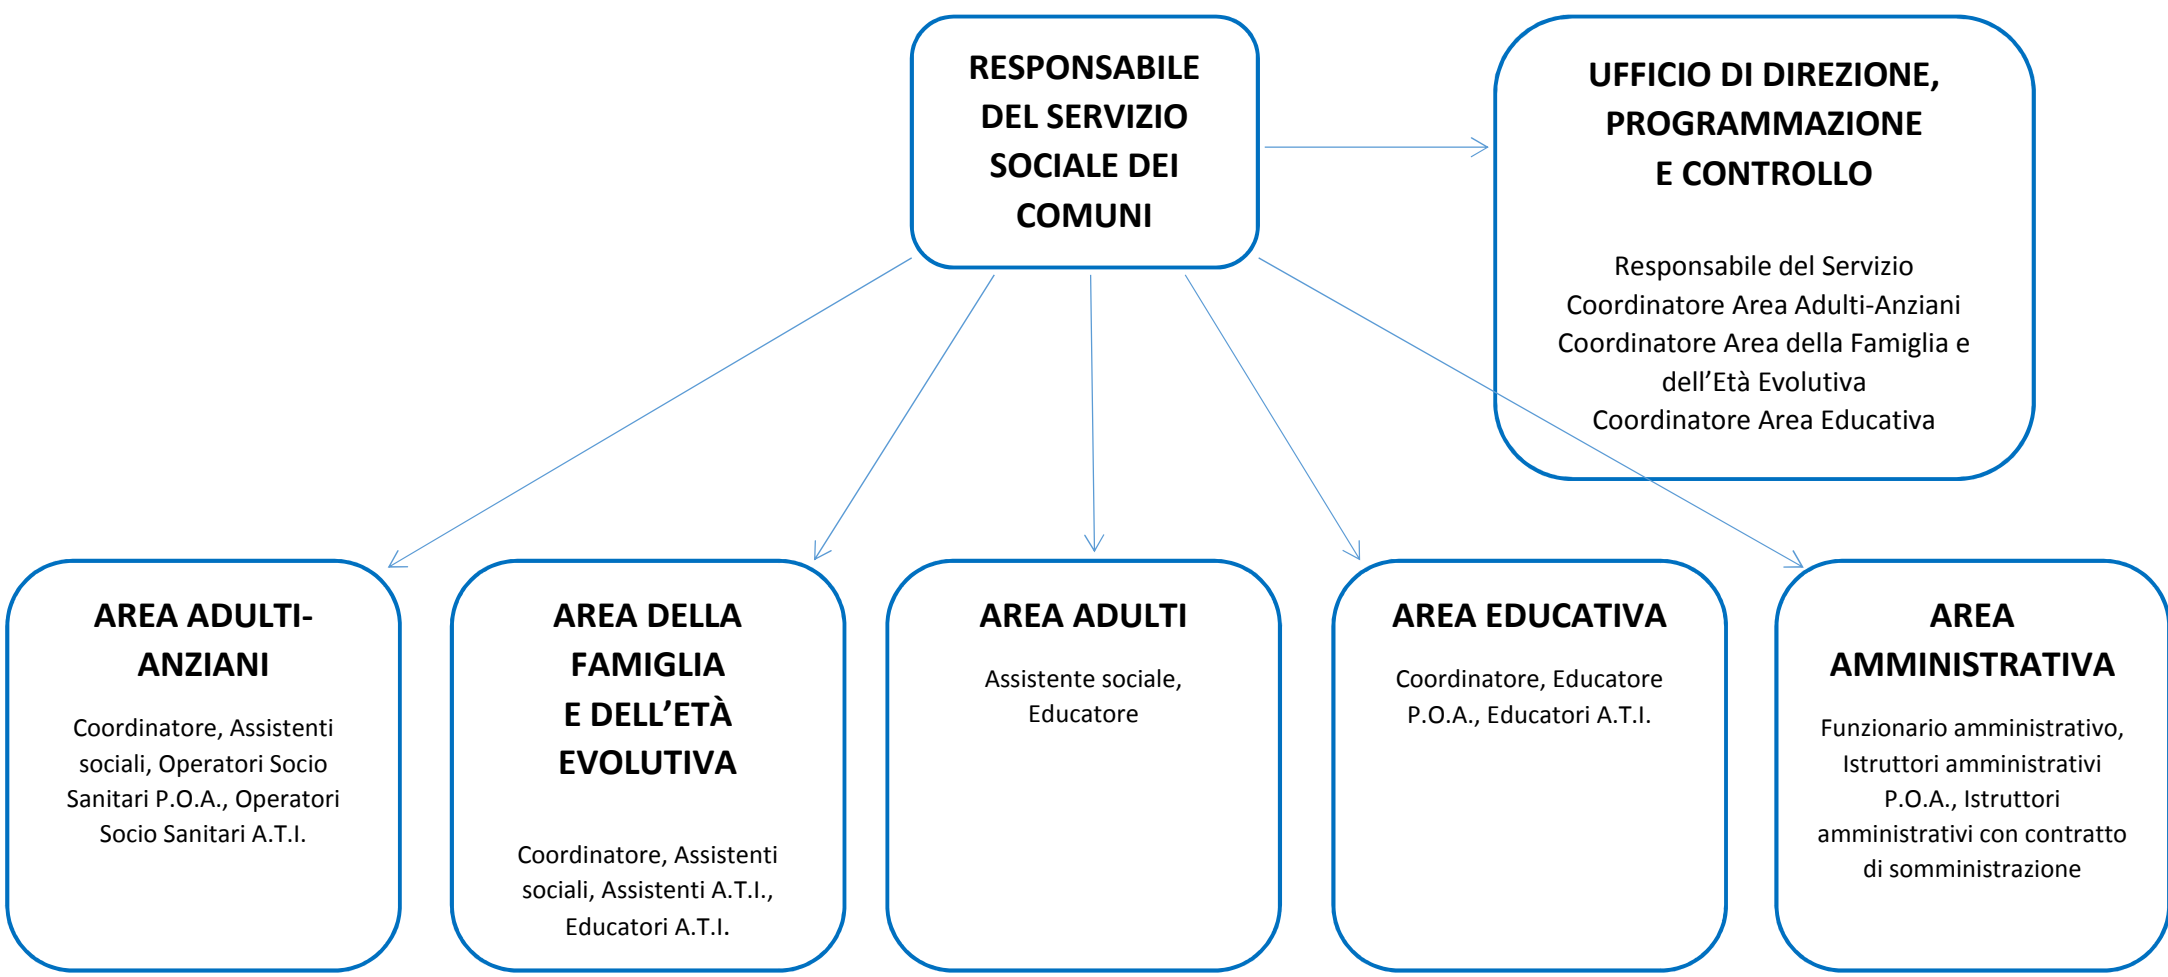 RESPONSABILE
DEL SERVIZIO
SOCIALE DEI
COMUNI
UFFICIO DI DIREZIONE,
PROGRAMMAZIONE
E CONTROLLO
Responsabile del Servizio
Coordinatore Area Adulti-Anziani
Coordinatore Area della Famiglia e
dell’Età Evolutiva
Coordinatore Area Educativa
AREA ADULTI-
ANZIANI
Coordinatore, Assistenti
sociali, Operatori Socio
Sanitari P.O.A., Operatori
Socio Sanitari A.T.I.
AREA DELLA
FAMIGLIA
E DELL’ETÀ
EVOLUTIVA
Coordinatore, Assistenti
sociali, Assistenti A.T.I.,
Educatori A.T.I.
AREA ADULTI
Assistente sociale,
Educatore
AREA EDUCATIVA
Coordinatore, Educatore
P.O.A., Educatori A.T.I.
AREA
AMMINISTRATIVA
Funzionario amministrativo,
Istruttori amministrativi
P.O.A., Istruttori
amministrativi con contratto
di somministrazione